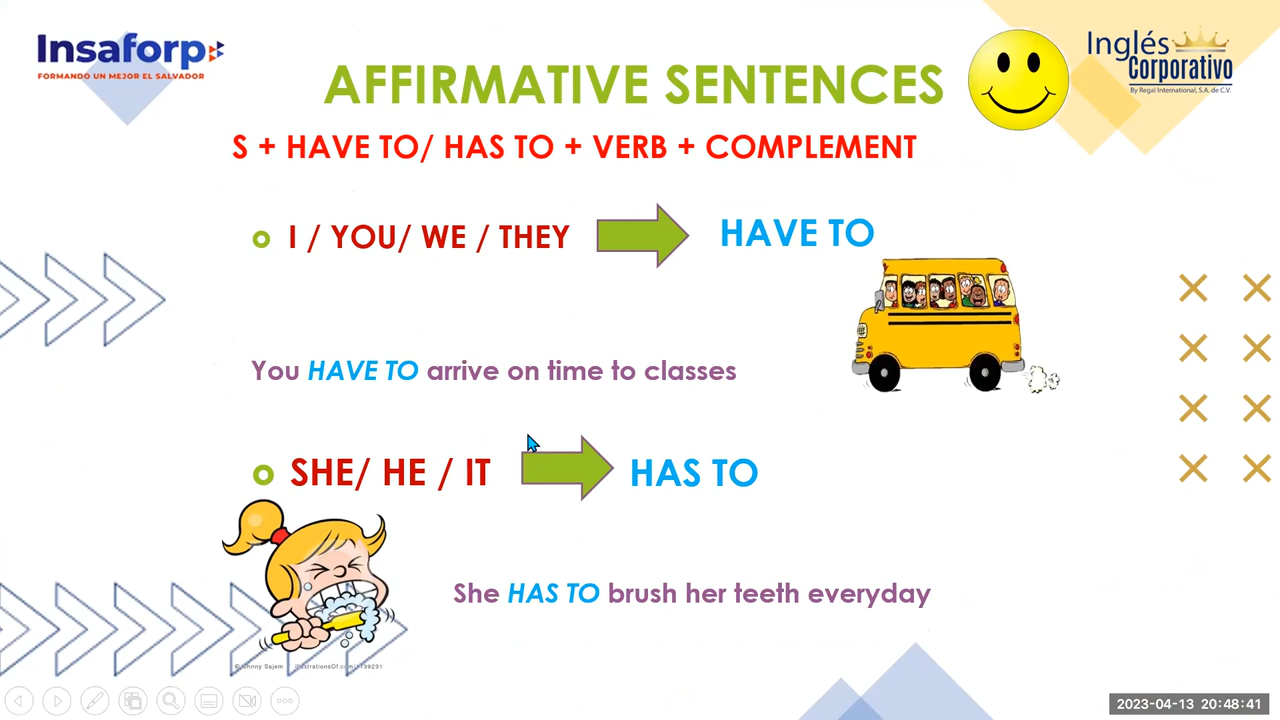 Insaforp
FORMANDO UN MEJOR EL SALVADOR
Inglés
Corporativo
By Regal International, S.A. de C.V.
AFFIRMATIVE SENTENCES
S + HAVE TO/ HAS TO + VERB + COMPLEMENT
I / YOU/ WE / THEY
HAVE TO
You HAVE TO arrive on time to classes
SHE/ HE / IT
HAS TO
She HAS TO brush her teeth everyday
2023-04-13 20:48:41